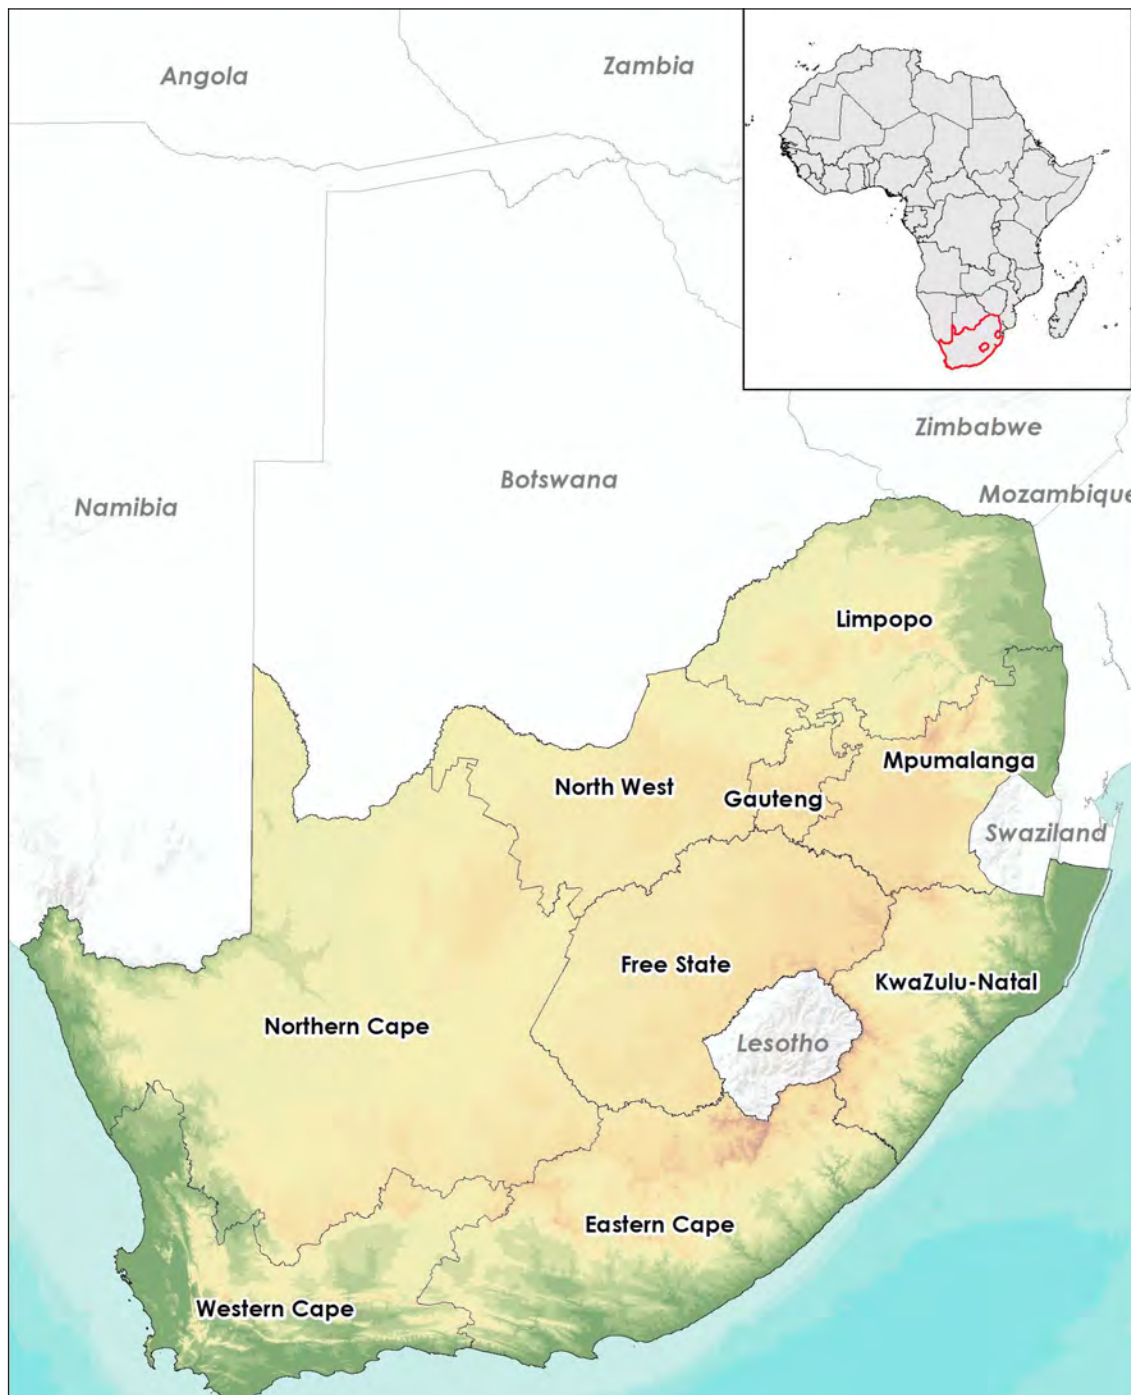 Angola
Zambia
Zimbabwe
Namibia
Botswana
Mozambique
Limpopo
Mpumalanga
North West
Gauteng
Swaziland
Free State
KwaZulu-Natal
Northern Cape
Lesotho
Eastern Cape
Western Cape